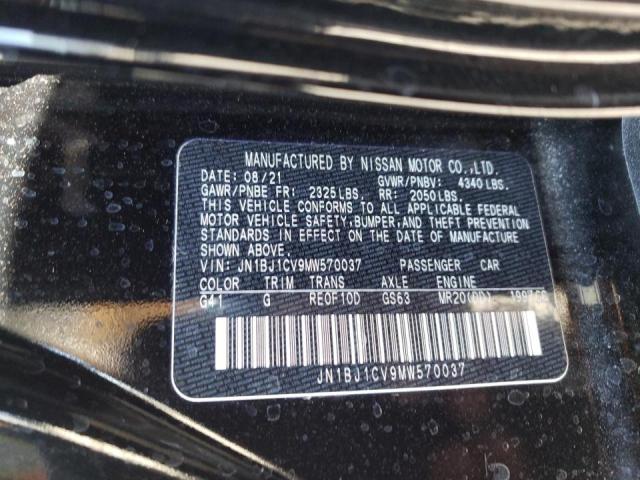 MANUFACTURED BY NISSAN MOTOR CO.,LTD.
DATE: 08/21 GVWR/PNBV: 4340 LBS.
GAWR/PNBE FR: 2325 LBS. RR: 2050 LBS.
THIS VEHICLE CONFORMS TO ALL APPLICABLE FEDERAL
MOTOR VEHICLE SAFETY, BUMPER, AND THEFT PREVENTION
STANDARDS IN EFFECT ON THE DATE OF MANUFACTURE
SHOWN ABOVE.
VIN: JN1BJ1CV9MW570037 PASSENGER CAR
COLOR TRIM TRANS AXLE ENGINE
G41 G RE0F10D GS63 MR20(DD)
JN1BJ1CV9MW570037